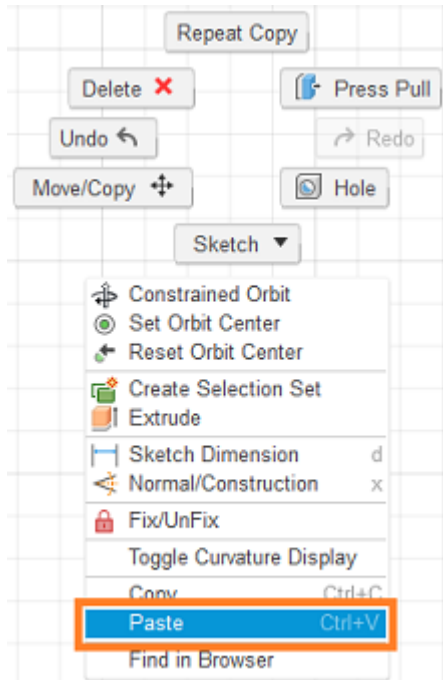 Repeat Copy
Delete
Press Pull
Undo
Redo
Move/Copy
Hole
Sketch
Constrained Orbit
Set Orbit Center
Reset Orbit Center
Create Selection Set
Extrude
Sketch Dimension d
Normal/Construction x
Fix/UnFix
Toggle Curvature Display
Copy Ctrl+C
Paste Ctrl+V
Find in Browser